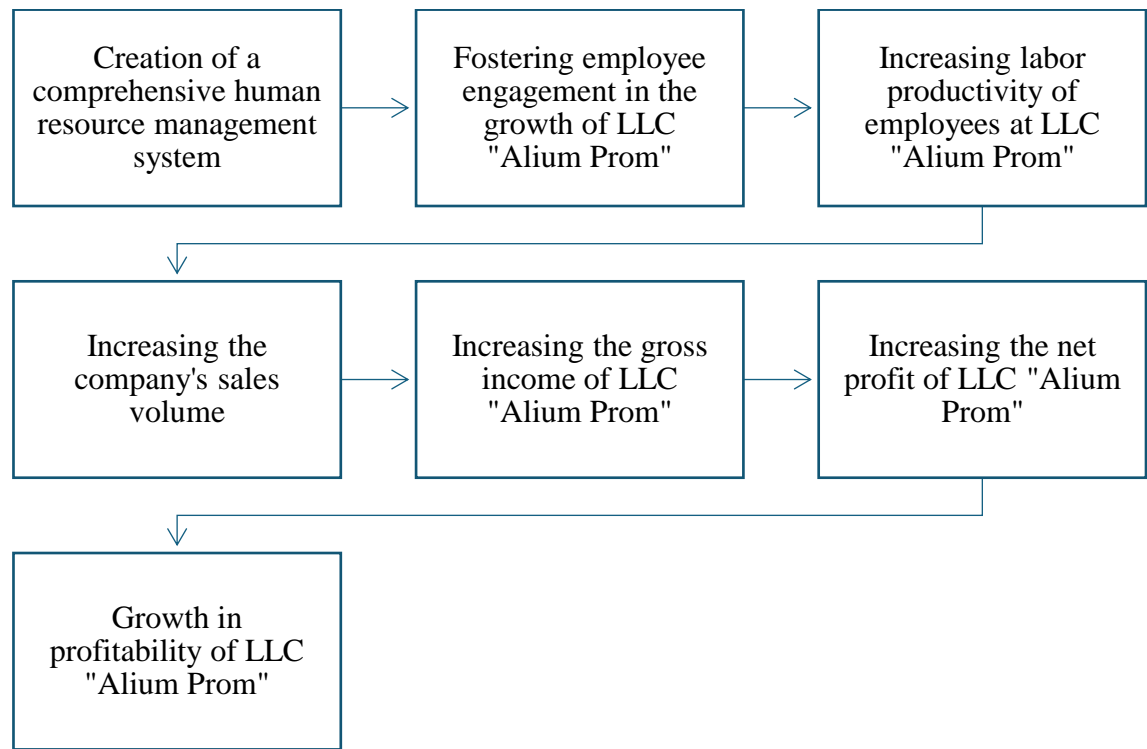 Creation of a
comprehensive human
resource management
system
Fostering employee
engagement in the
growth of LLC
"Alium Prom"
Increasing labor
productivity of
employees at LLC
"Alium Prom"
Increasing the
company's sales
volume
Increasing the gross
income of LLC
"Alium Prom"
Increasing the net
profit of LLC "Alium
Prom"
Growth in
profitability of LLC
"Alium Prom"